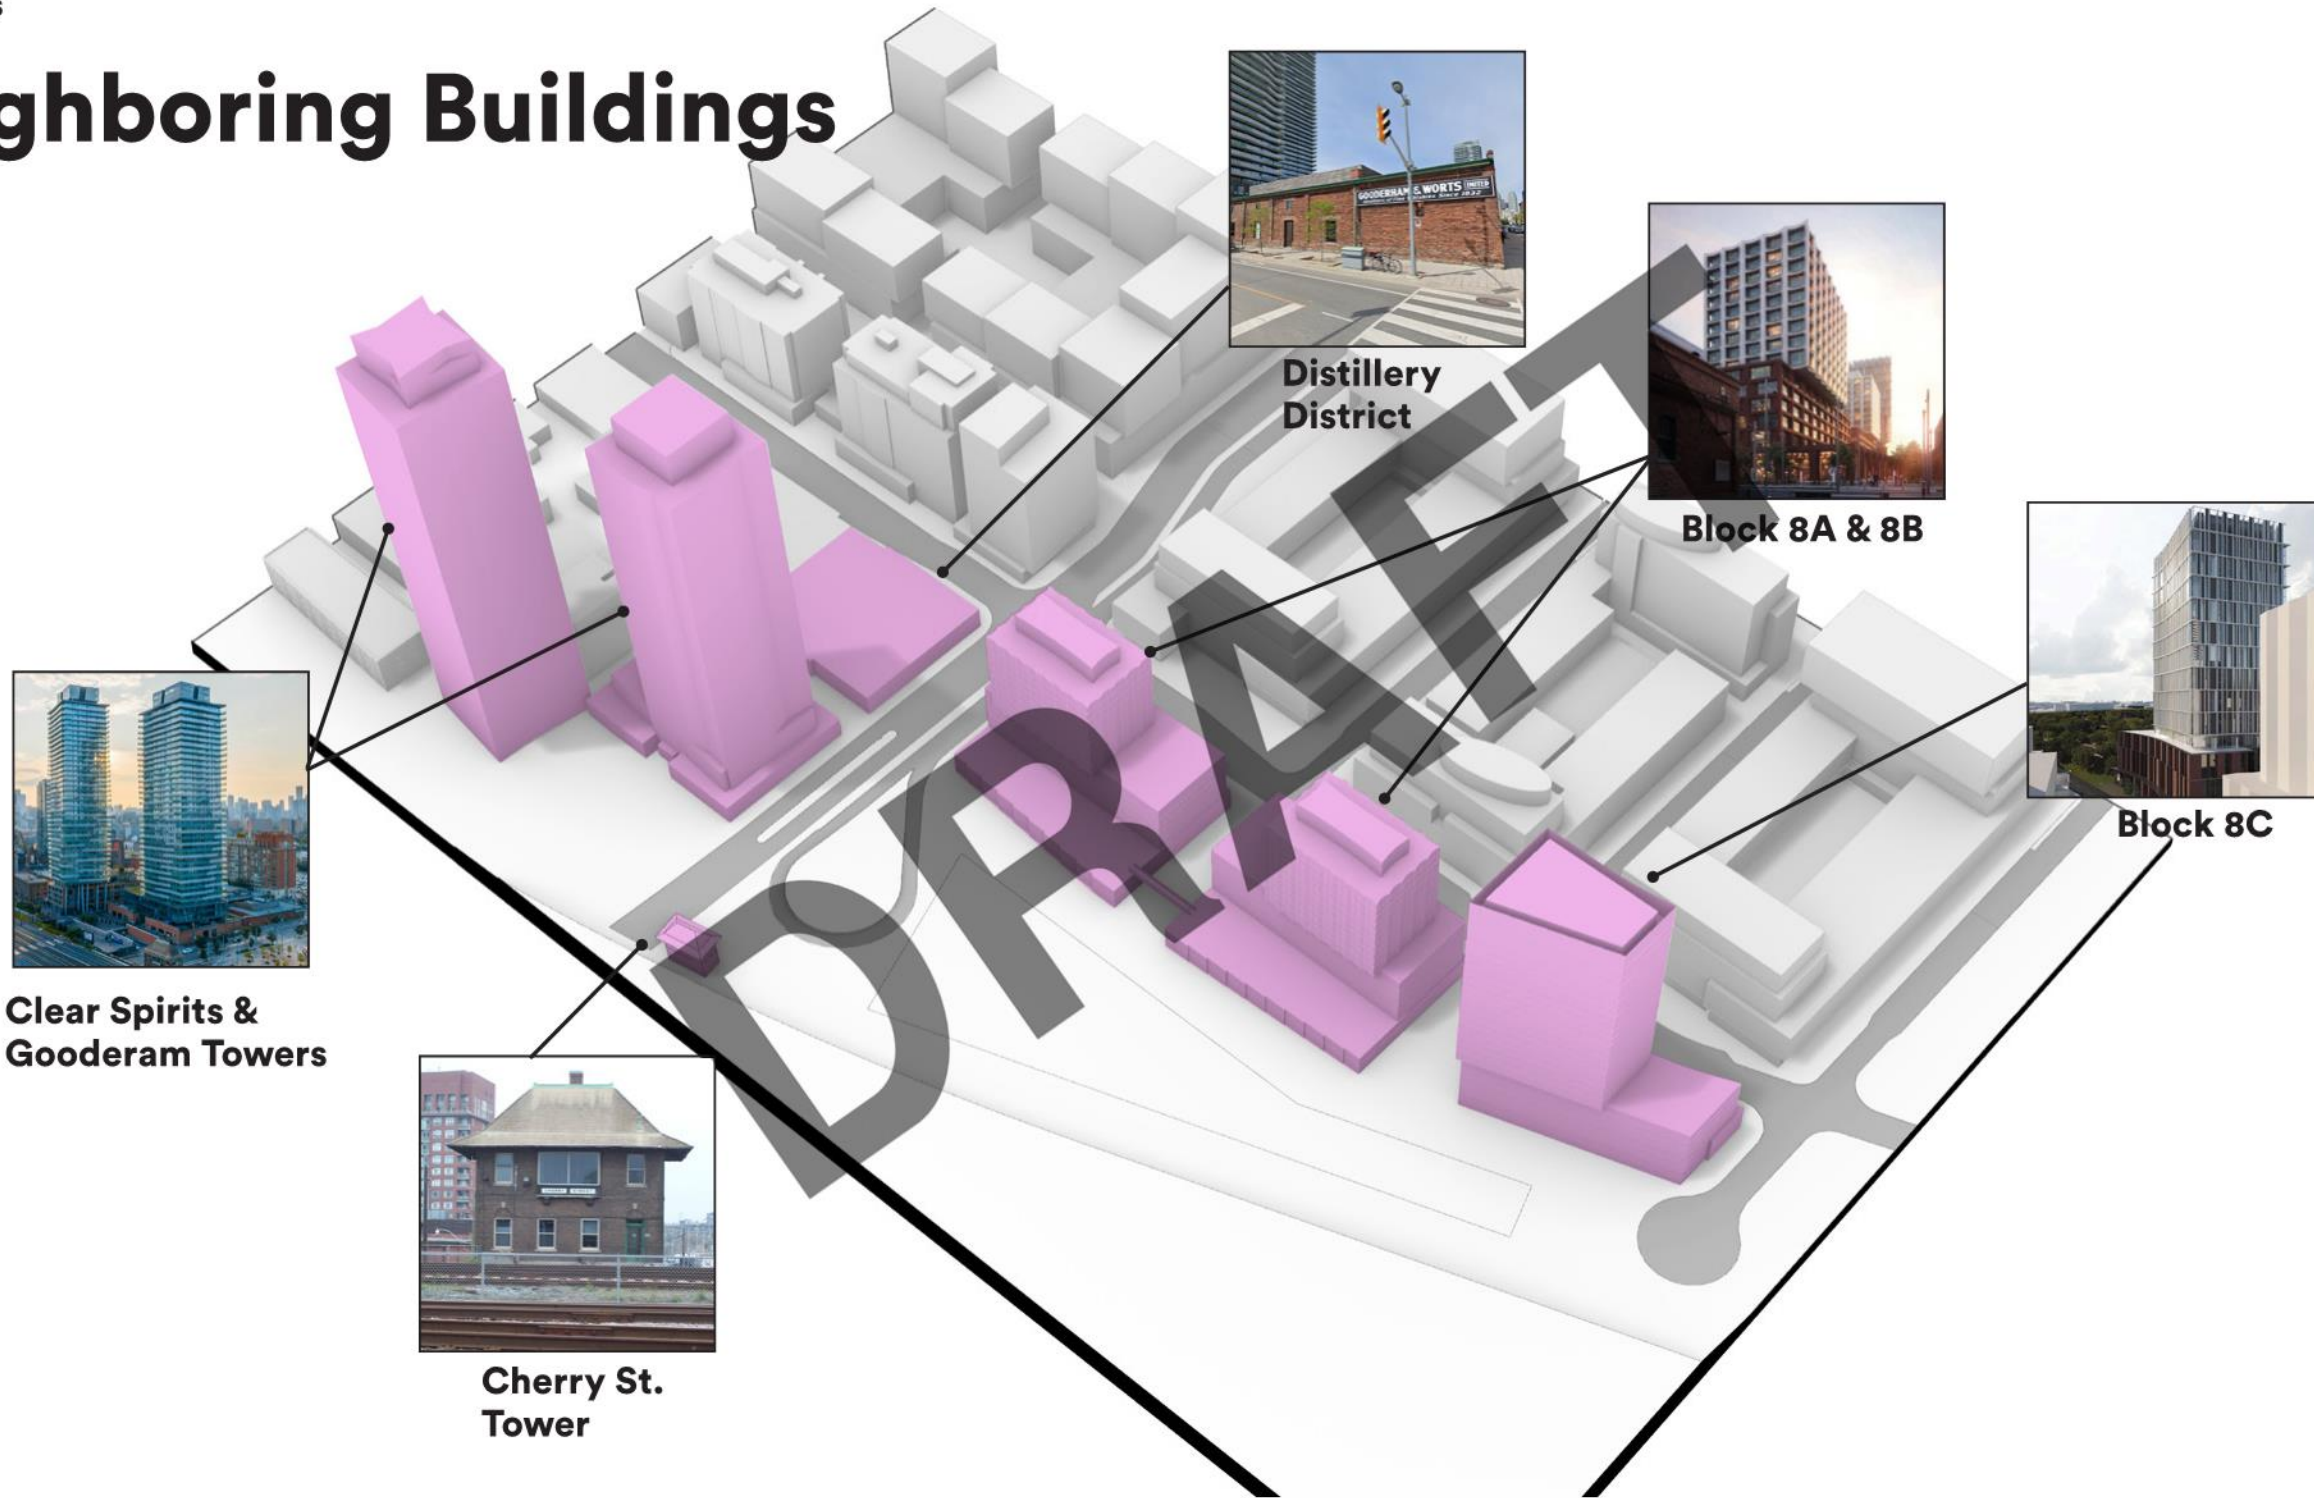 ghboring Buildings
Distillery
District
Block 8A & 8B
Block 8C
Clear Spirits &
Gooderam Towers
Cherry St.
Tower
GOODERHAM & WORTS LIMITED
DRAFT